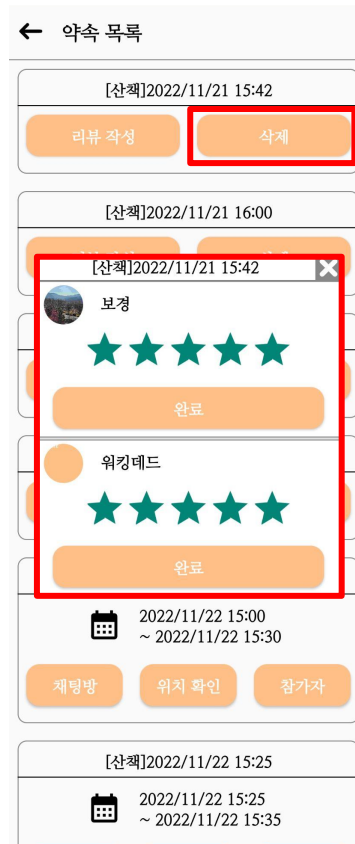 약속 목록
[산책]2022/11/21 15:42
리뷰 작성
삭제
[산책]2022/11/21 16:00
[산책]2022/11/21 15:42
보경
완료
워킹데드
완료
2022/11/22 15:00
~ 2022/11/22 15:30
채팅방
위치 확인
참가자
[산책]2022/11/22 15:25
2022/11/22 15:25
~ 2022/11/22 15:35